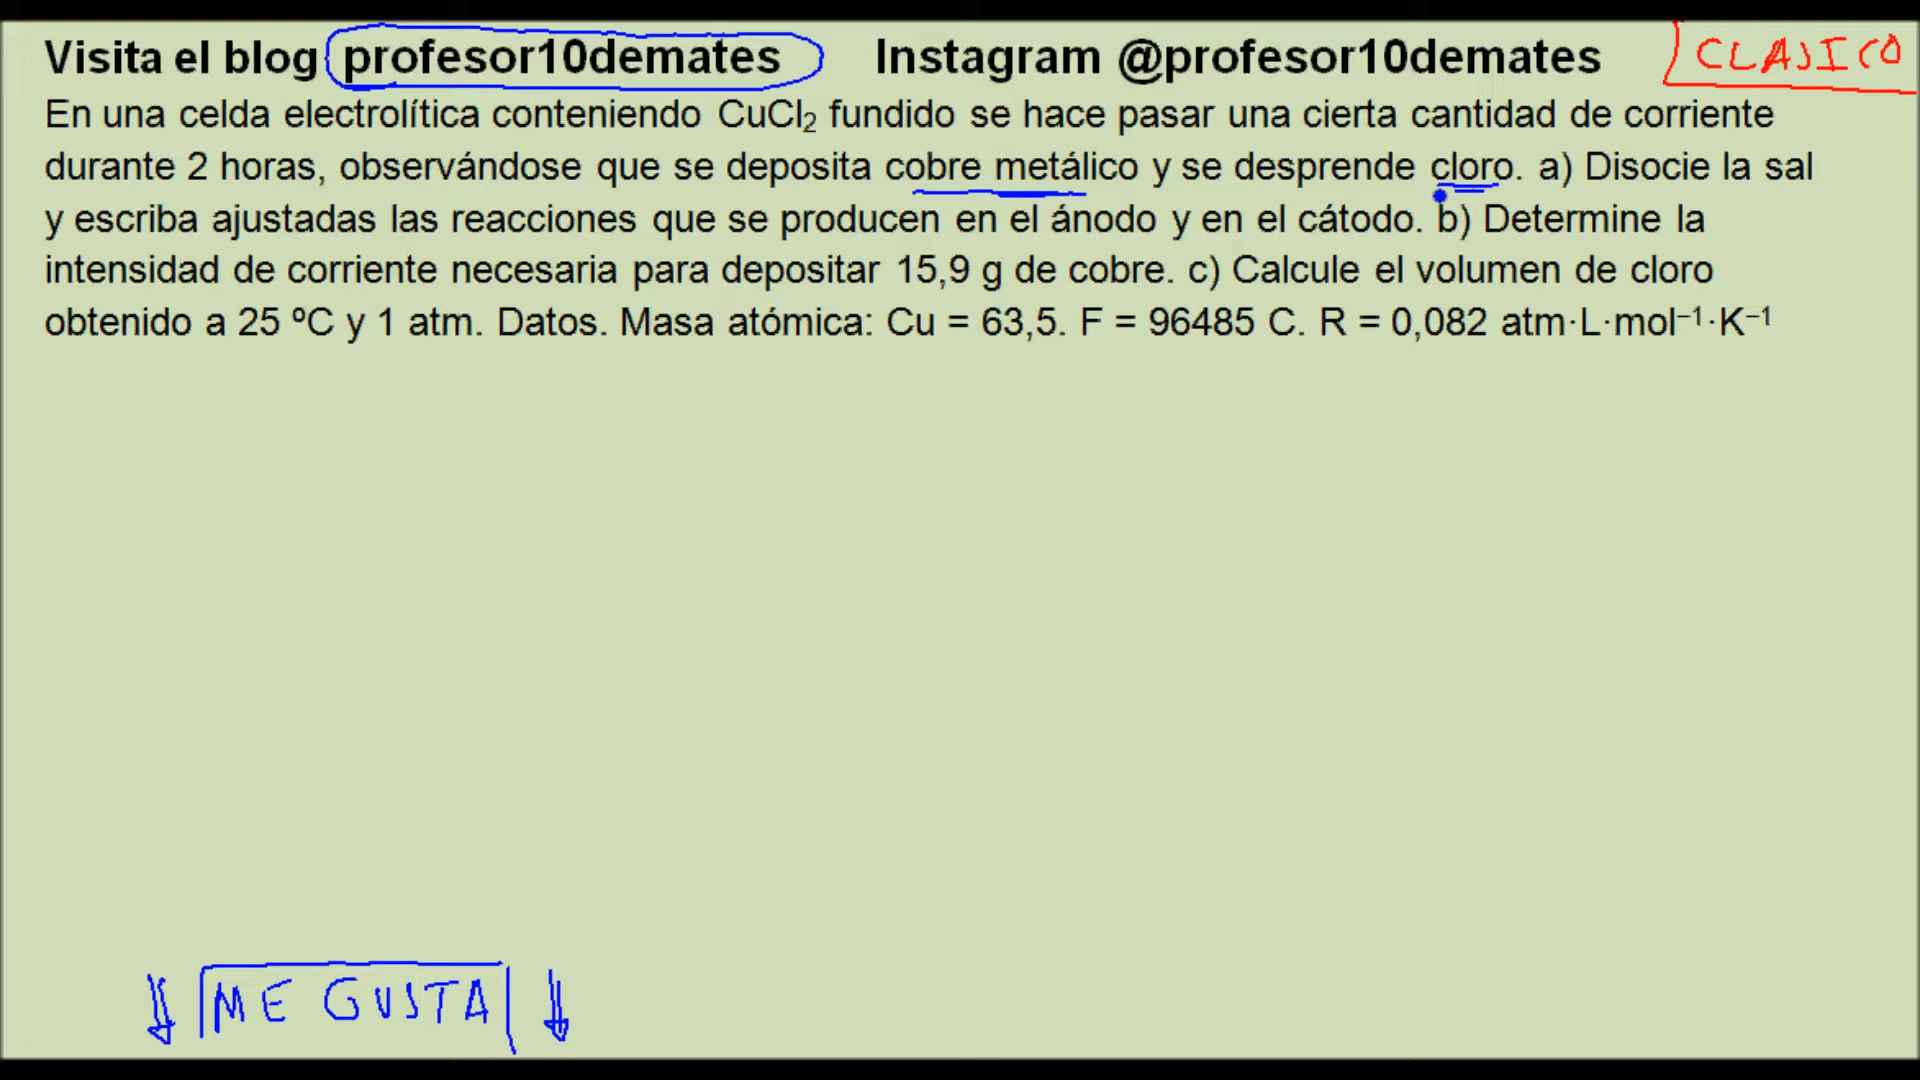 Visita el blog profesor10demates Instagram @profesor10demates CLASICO
En una celda electrolítica conteniendo CuCl₂ fundido se hace pasar una cierta cantidad de corriente
durante 2 horas, observándose que se deposita cobre metálico y se desprende cloro. a) Disocie la sal
y escriba ajustadas las reacciones que se producen en el ánodo y en el cátodo. b) Determine la
intensidad de corriente necesaria para depositar 15,9 g de cobre. c) Calcule el volumen de cloro
obtenido a 25 ºC y 1 atm. Datos. Masa atómica: Cu = 63,5. F = 96485 C. R = 0,082 atm·L·mol⁻¹·K⁻¹
ME GUSTA